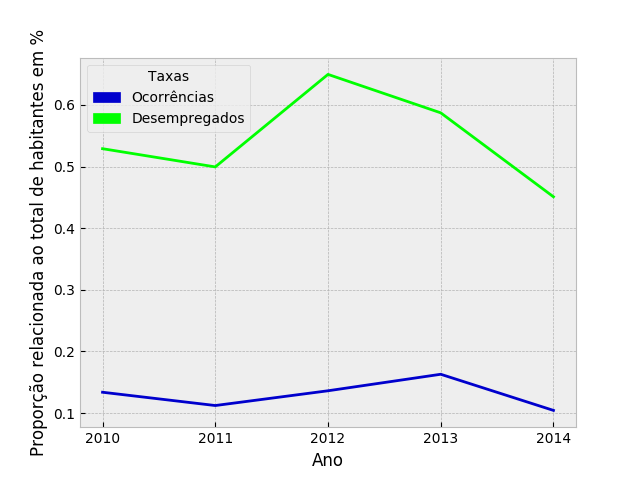 Proporção relacionada ao total de habitantes em %
Taxas
Ocorrências
Desempregados
0.6
0.5
0.4
0.3
0.2
0.1
2010 2011 2012 2013 2014
Ano